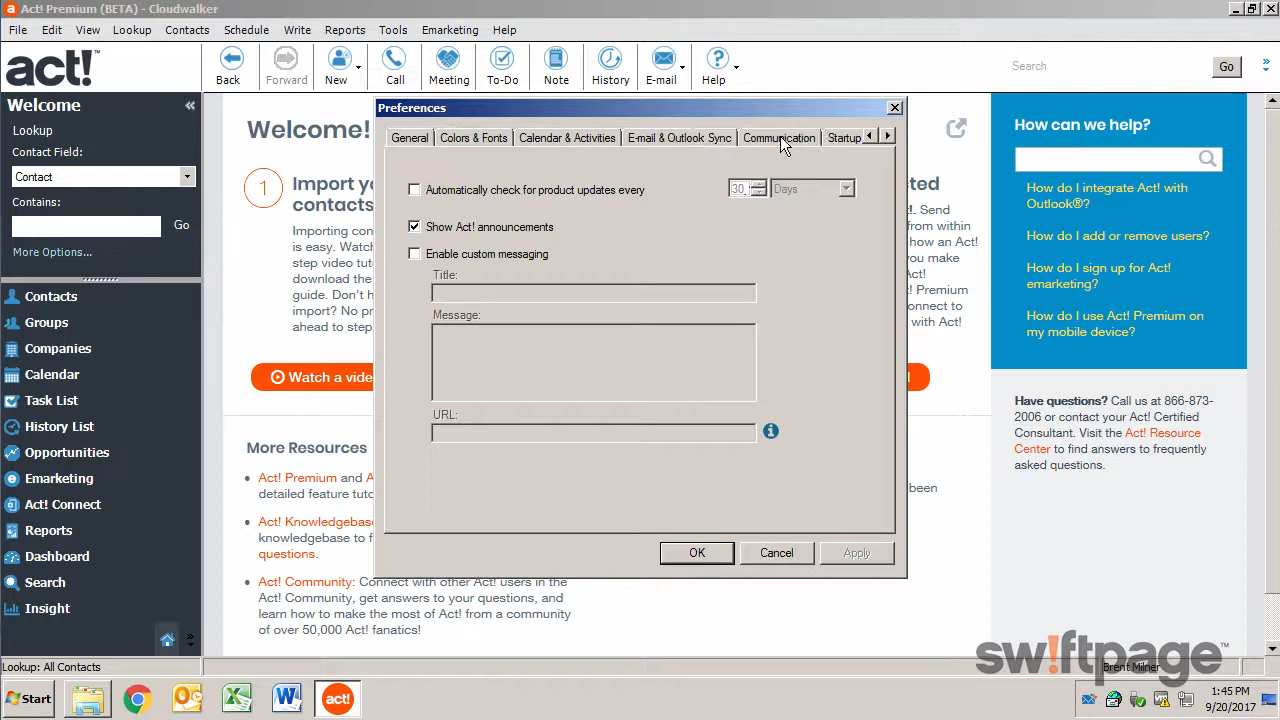 Act! Premium (BETA) - Cloudwalker
File Edit View Lookup Contacts Schedule Write Reports Tools Emarketing Help
act!™
Back Forward New Call Meeting To-Do Note History E-mail Help
Search Go
Welcome
Lookup
Contact Field:
Contact
Contains:
Go
More Options...
Contacts
Groups
Companies
Calendar
Task List
History List
Opportunities
Emarketing
Act! Connect
Reports
Dashboard
Search
Insight
Welcome!
1 Import yo
contacts
Importing con
is easy. Watch
step video tut
download the
guide. Don't h
import? No pr
ahead to step
Watch a vide
More Resources
Act! Premium and A
detailed feature tuto
Act! Knowledgebase
knowledgebase to f
questions.
Act! Community: Connect with other Act! users in the
Act! Community, get answers to your questions, and
learn how to make the most of Act! from a community
of over 50,000 Act! fanatics!
Preferences
General Colors & Fonts Calendar & Activities E-mail & Outlook Sync Communication Startup
Automatically check for product updates every 30 Days
Show Act! announcements
Enable custom messaging
Title:
Message:
URL:
OK Cancel Apply
cted
!. Send
from within
how an Act!
you make
Act!
Premium
onnect to
with Act!
!
been
How can we help?
How do I integrate Act! with
Outlook®?
How do I add or remove users?
How do I sign up for Act!
emarketing?
How do I use Act! Premium on
my mobile device?
Have questions? Call us at 866-873-
2006 or contact your Act! Certified
Consultant. Visit the Act! Resource
Center to find answers to frequently
asked questions.
sw!ftpage™
Lookup: All Contacts
Brent Milner
Start
act!
1:45 PM
9/20/2017